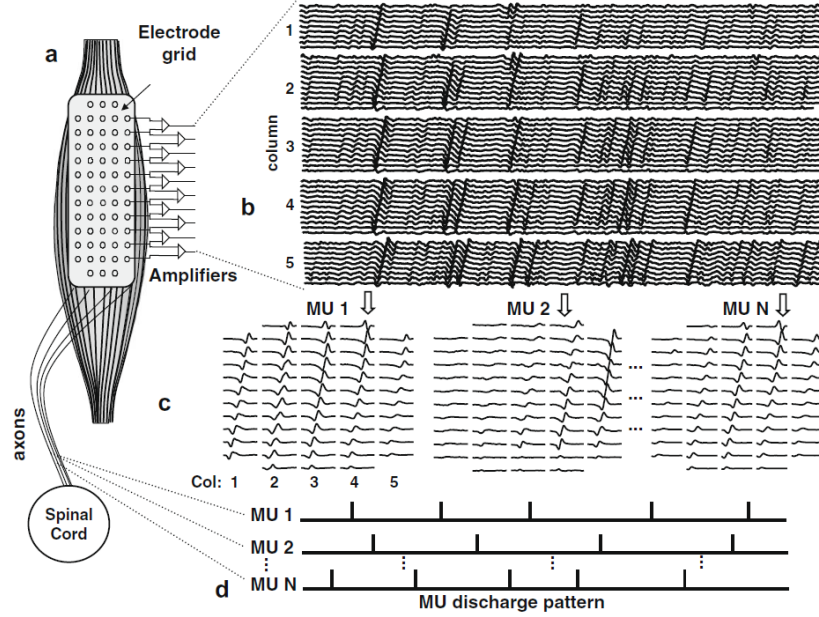 a
Electrode
grid
Amplifiers
axons
Spinal
Cord
b
column
1
2
3
4
5
MU 1
MU 2
MU N
c
...
...
...
Col: 1 2 3 4 5
d
MU 1
MU 2
MU N
MU discharge pattern